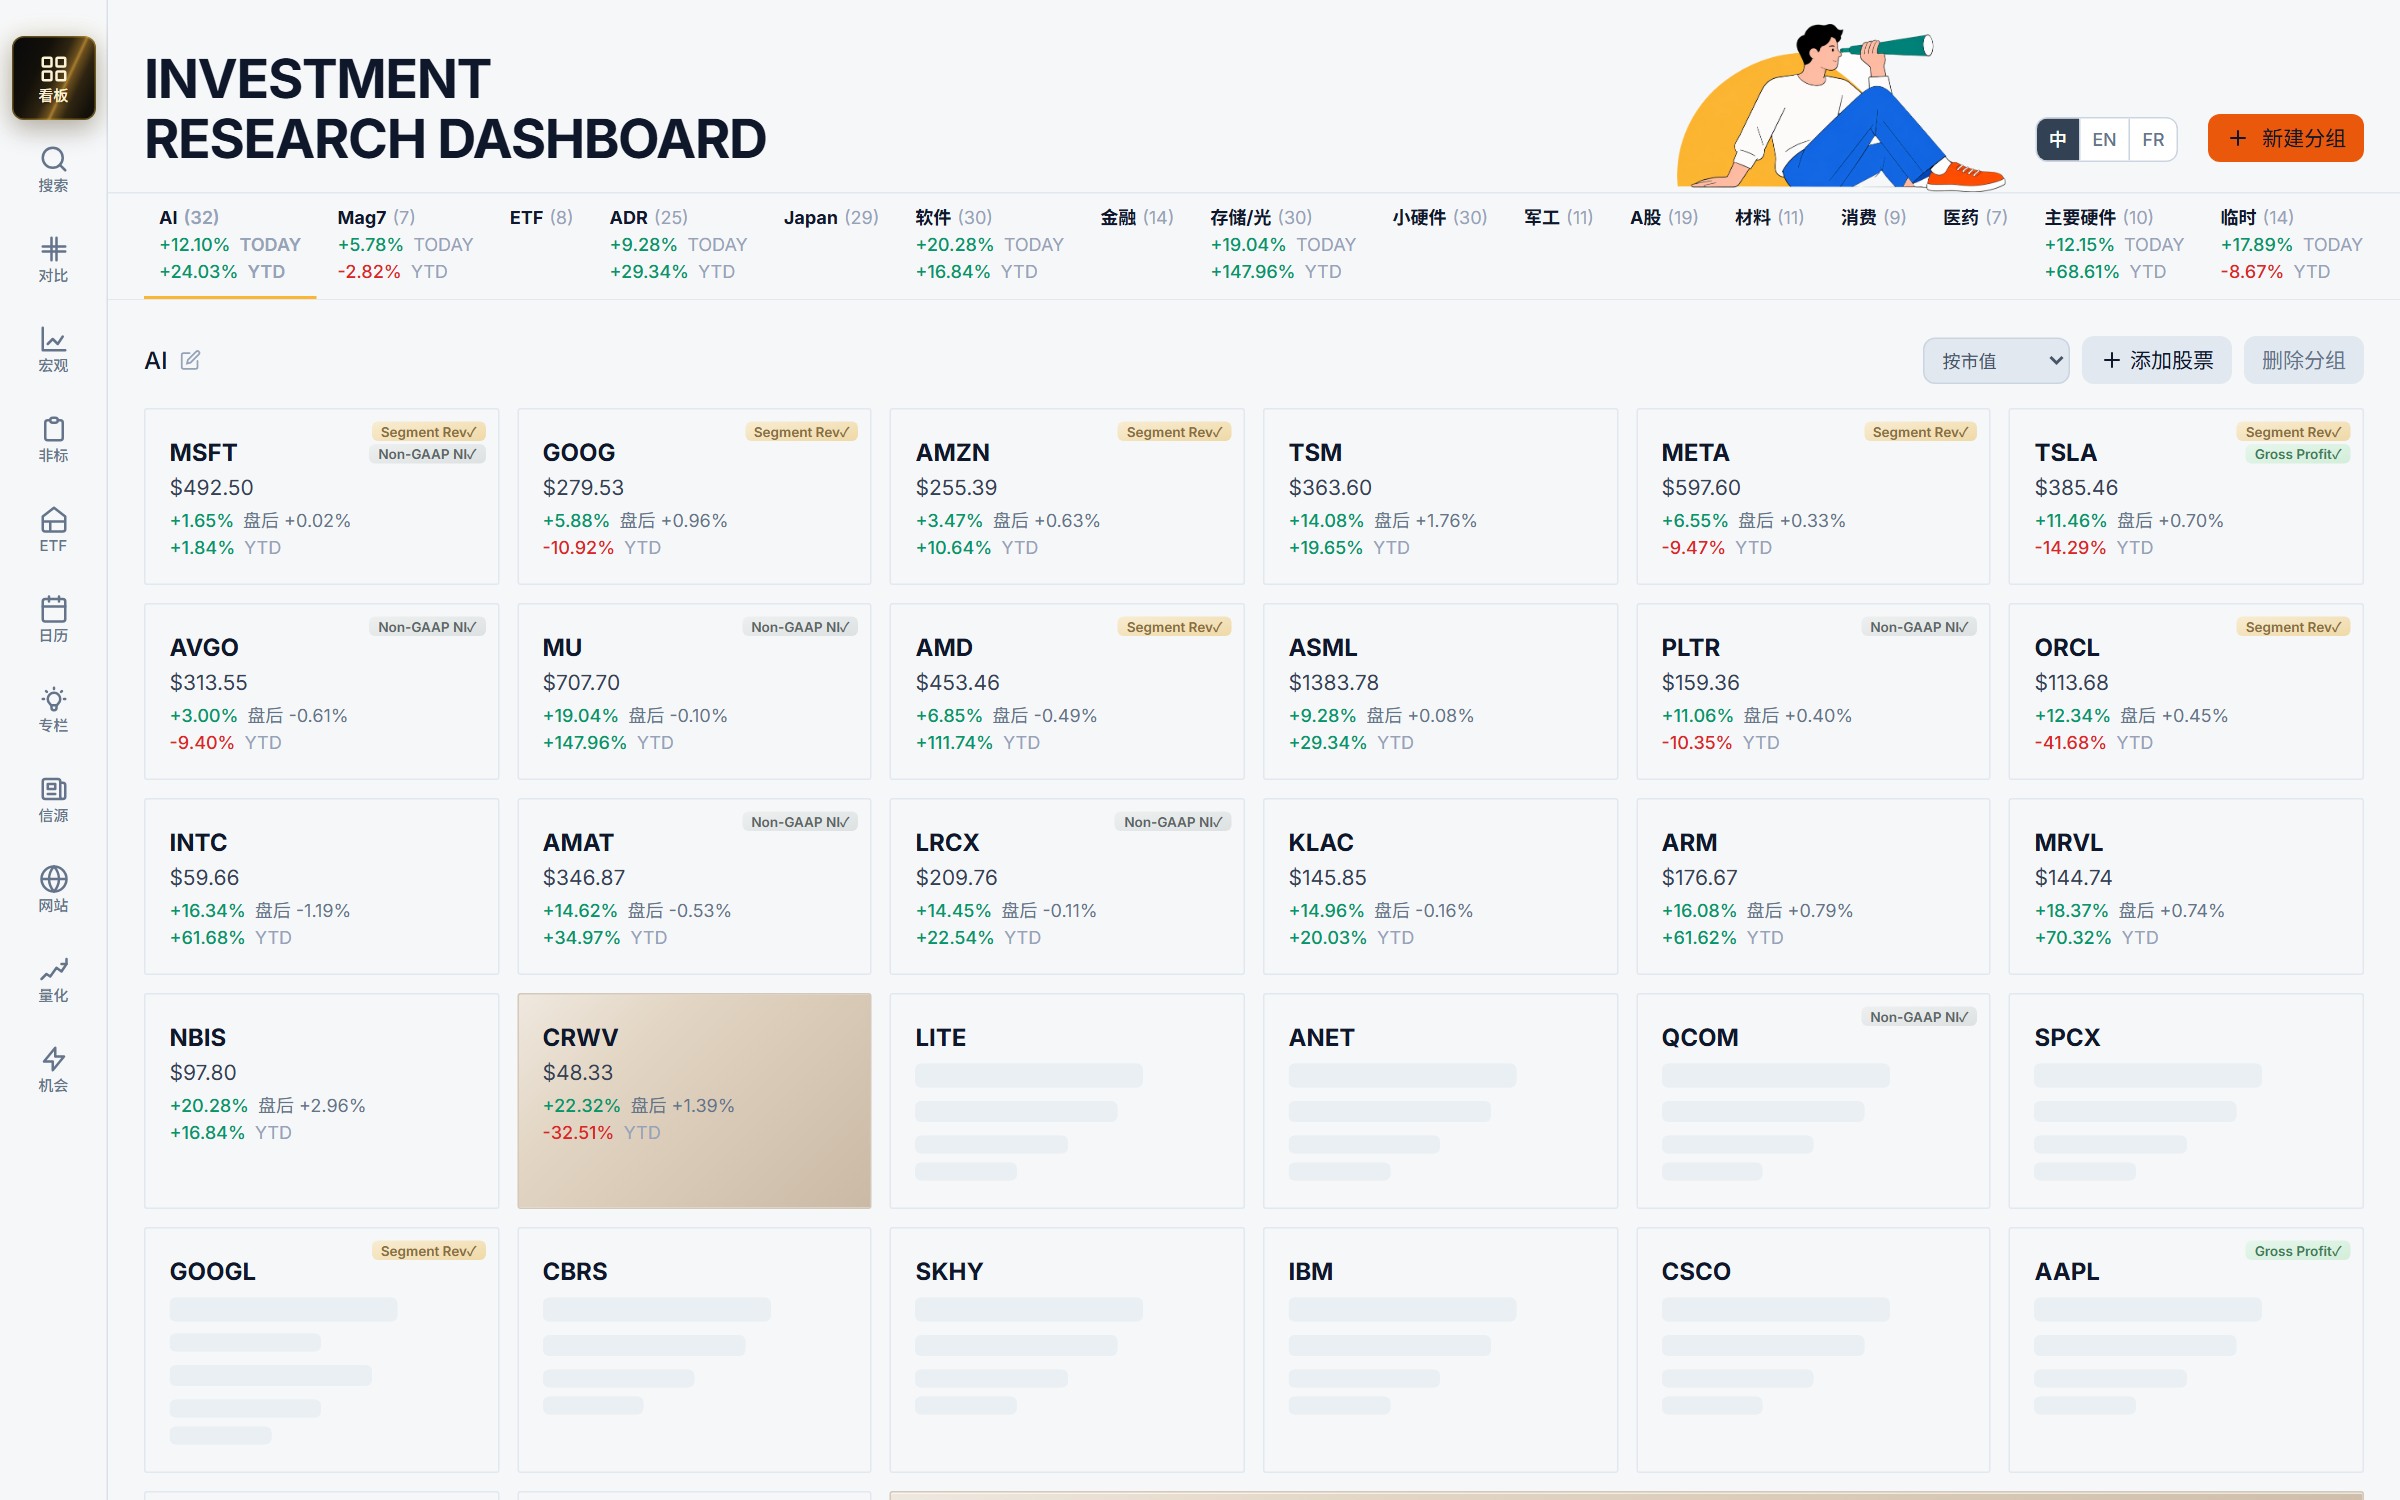 看板
搜索
对比
宏观
非标
ETF
日历
专栏
信源
网站
量化
机会
INVESTMENT
RESEARCH DASHBOARD
中 EN FR
+ 新建分组
AI (32)
+12.10% TODAY
+24.03% YTD
Mag7 (7)
+5.78% TODAY
-2.82% YTD
ETF (8)
ADR (25)
+9.28% TODAY
+29.34% YTD
Japan (29)
软件 (30)
+20.28% TODAY
+16.84% YTD
金融 (14)
存储/光 (30)
+19.04% TODAY
+147.96% YTD
小硬件 (30)
军工 (11)
A股 (19)
材料 (11)
消费 (9)
医药 (7)
主要硬件 (10)
+12.15% TODAY
+68.61% YTD
临时 (14)
+17.89% TODAY
-8.67% YTD
AI
按市值
+ 添加股票
删除分组
Segment Rev✓
Non-GAAP NI✓
MSFT
$492.50
+1.65% 盘后 +0.02%
+1.84% YTD
Segment Rev✓
GOOG
$279.53
+5.88% 盘后 +0.96%
-10.92% YTD
Segment Rev✓
AMZN
$255.39
+3.47% 盘后 +0.63%
+10.64% YTD
TSM
$363.60
+14.08% 盘后 +1.76%
+19.65% YTD
Segment Rev✓
META
$597.60
+6.55% 盘后 +0.33%
-9.47% YTD
Segment Rev✓
Gross Profit✓
TSLA
$385.46
+11.46% 盘后 +0.70%
-14.29% YTD
Non-GAAP NI✓
AVGO
$313.55
+3.00% 盘后 -0.61%
-9.40% YTD
Non-GAAP NI✓
MU
$707.70
+19.04% 盘后 -0.10%
+147.96% YTD
Segment Rev✓
AMD
$453.46
+6.85% 盘后 -0.49%
+111.74% YTD
ASML
$1383.78
+9.28% 盘后 +0.08%
+29.34% YTD
Non-GAAP NI✓
PLTR
$159.36
+11.06% 盘后 +0.40%
-10.35% YTD
Segment Rev✓
ORCL
$113.68
+12.34% 盘后 +0.45%
-41.68% YTD
INTC
$59.66
+16.34% 盘后 -1.19%
+61.68% YTD
Non-GAAP NI✓
AMAT
$346.87
+14.62% 盘后 -0.53%
+34.97% YTD
Non-GAAP NI✓
LRCX
$209.76
+14.45% 盘后 -0.11%
+22.54% YTD
KLAC
$145.85
+14.96% 盘后 -0.16%
+20.03% YTD
ARM
$176.67
+16.08% 盘后 +0.79%
+61.62% YTD
MRVL
$144.74
+18.37% 盘后 +0.74%
+70.32% YTD
NBIS
$97.80
+20.28% 盘后 +2.96%
+16.84% YTD
CRWV
$48.33
+22.32% 盘后 +1.39%
-32.51% YTD
LITE
ANET
Non-GAAP NI✓
QCOM
SPCX
Segment Rev✓
GOOGL
CBRS
SKHY
IBM
CSCO
Gross Profit✓
AAPL